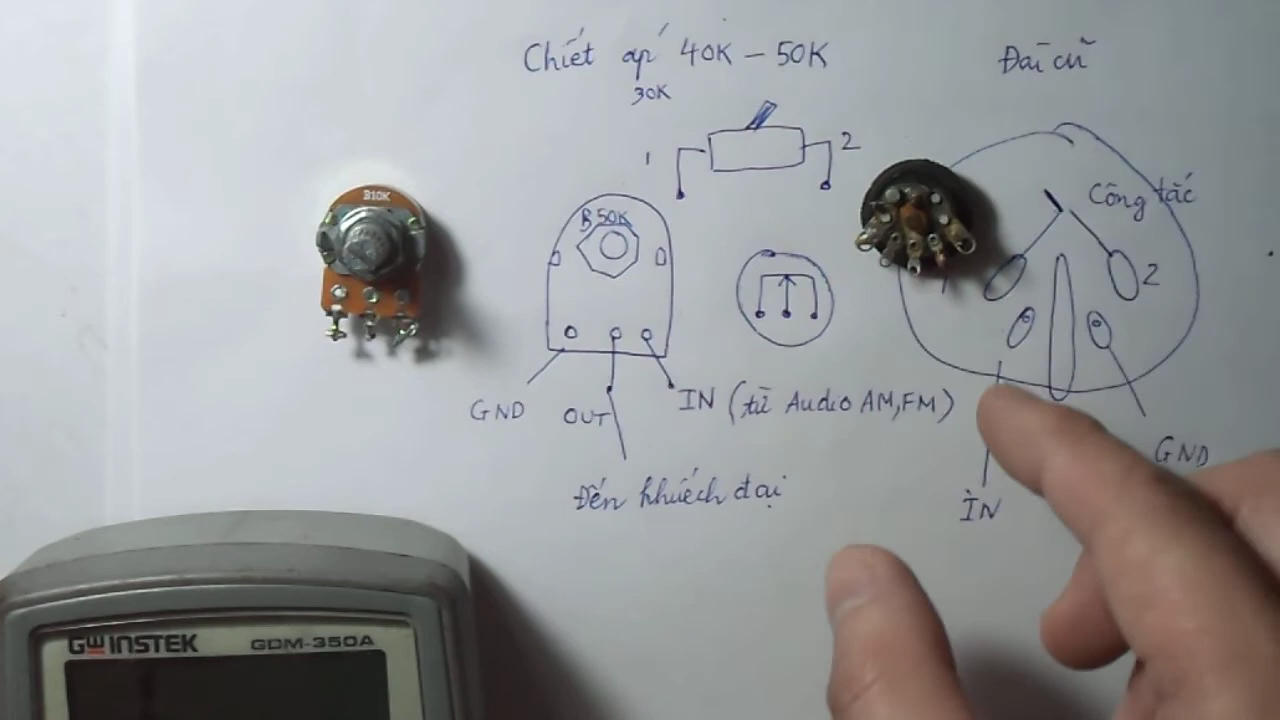 Chiết áp 40K - 50K
30K
Đài cũ
1
2
B10K
B50K
Công tắc
1
2
GND
OUT
IN (từ Audio AM,FM)
GND
Đến khuếch đại
IN
GW INSTEK GDM-350A